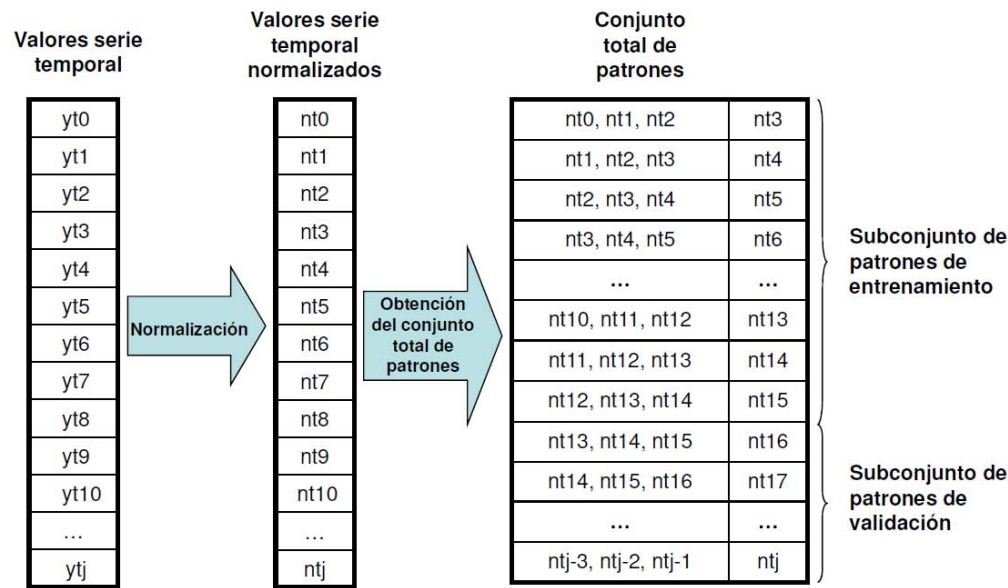 Valores serie
temporal
yt0
yt1
yt2
yt3
yt4
yt5
yt6
yt7
yt8
yt9
yt10
...
ytj
Normalización
Valores serie
temporal
normalizados
nt0
nt1
nt2
nt3
nt4
nt5
nt6
nt7
nt8
nt9
nt10
...
ntj
Obtención
del conjunto
total de
patrones
Conjunto
total de
patrones
nt0, nt1, nt2 nt3
nt1, nt2, nt3 nt4
nt2, nt3, nt4 nt5
nt3, nt4, nt5 nt6
... ...
nt10, nt11, nt12 nt13
nt11, nt12, nt13 nt14
nt12, nt13, nt14 nt15
nt13, nt14, nt15 nt16
nt14, nt15, nt16 nt17
... ...
ntj-3, ntj-2, ntj-1 ntj
Subconjunto de
patrones de
entrenamiento
Subconjunto de
patrones de
validación